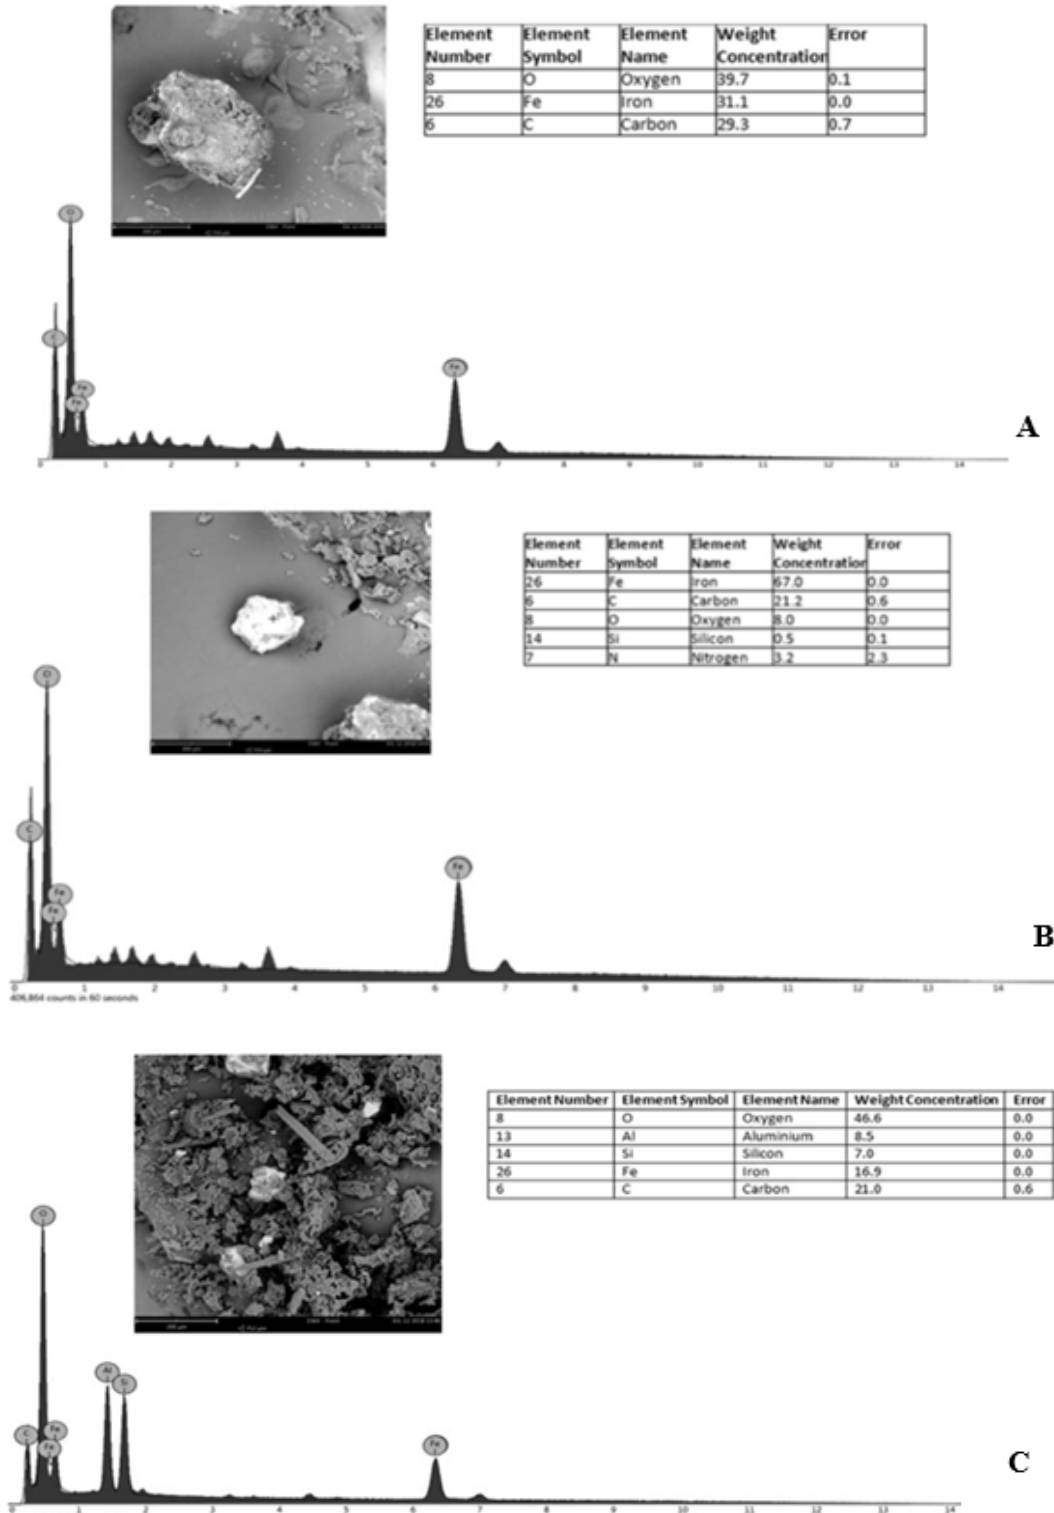 Element Number Element Symbol Element Name Weight Concentration Error
8 O Oxygen 39.7 0.1
26 Fe Iron 31.1 0.0
6 C Carbon 29.3 0.7
O
C
Fe
Fe
Fe
A
0 1 2 3 4 5 6 7 8 9 10 11 12 13 14
Element Number Element Symbol Element Name Weight Concentration Error
26 Fe Iron 67.0 0.0
6 C Carbon 21.2 0.6
8 O Oxygen 8.0 0.0
14 Si Silicon 0.5 0.1
7 N Nitrogen 3.2 2.3
O
C
Fe
Fe
Fe
B
0 1 2 3 4 5 6 7 8 9 10 11 12 13 14
406,864 counts in 60 seconds
Element Number Element Symbol Element Name Weight Concentration Error
8 O Oxygen 46.6 0.0
13 Al Aluminium 8.5 0.0
14 Si Silicon 7.0 0.0
26 Fe Iron 16.9 0.0
6 C Carbon 21.0 0.6
O
Al
Si
C
Fe
Fe
Fe
C
0 1 2 3 4 5 6 7 8 9 10 11 12 13 14